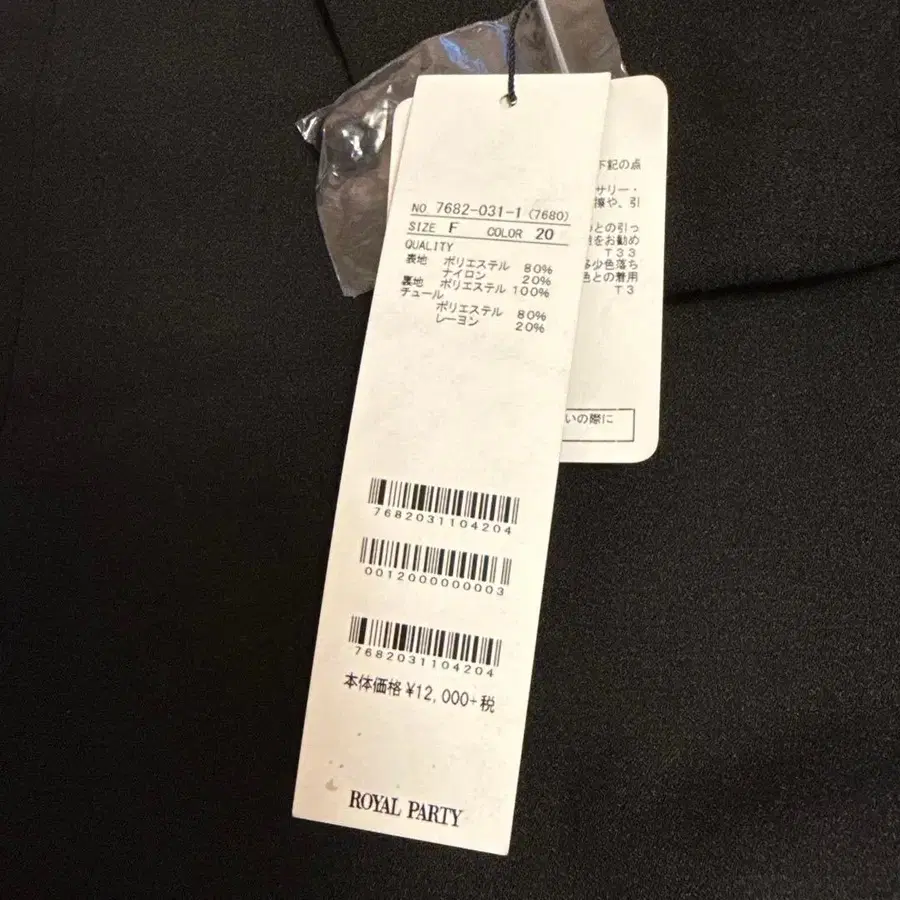 NO 7682-031-1 (7680)
SIZE F COLOR 20
QUALITY
表地 ポリエステル 80%
ナイロン 20%
裏地 ポリエステル 100%
チュール
ポリエステル 80%
レーヨン 20%
7682031104204
0012000000003
7682031104204
本体価格 ¥12,000+税
ROYAL PARTY
下記の点
サリー・
擦や、引
との引っ
をお勧め
T33
多少色落ち
色との着用
T3
いの際に